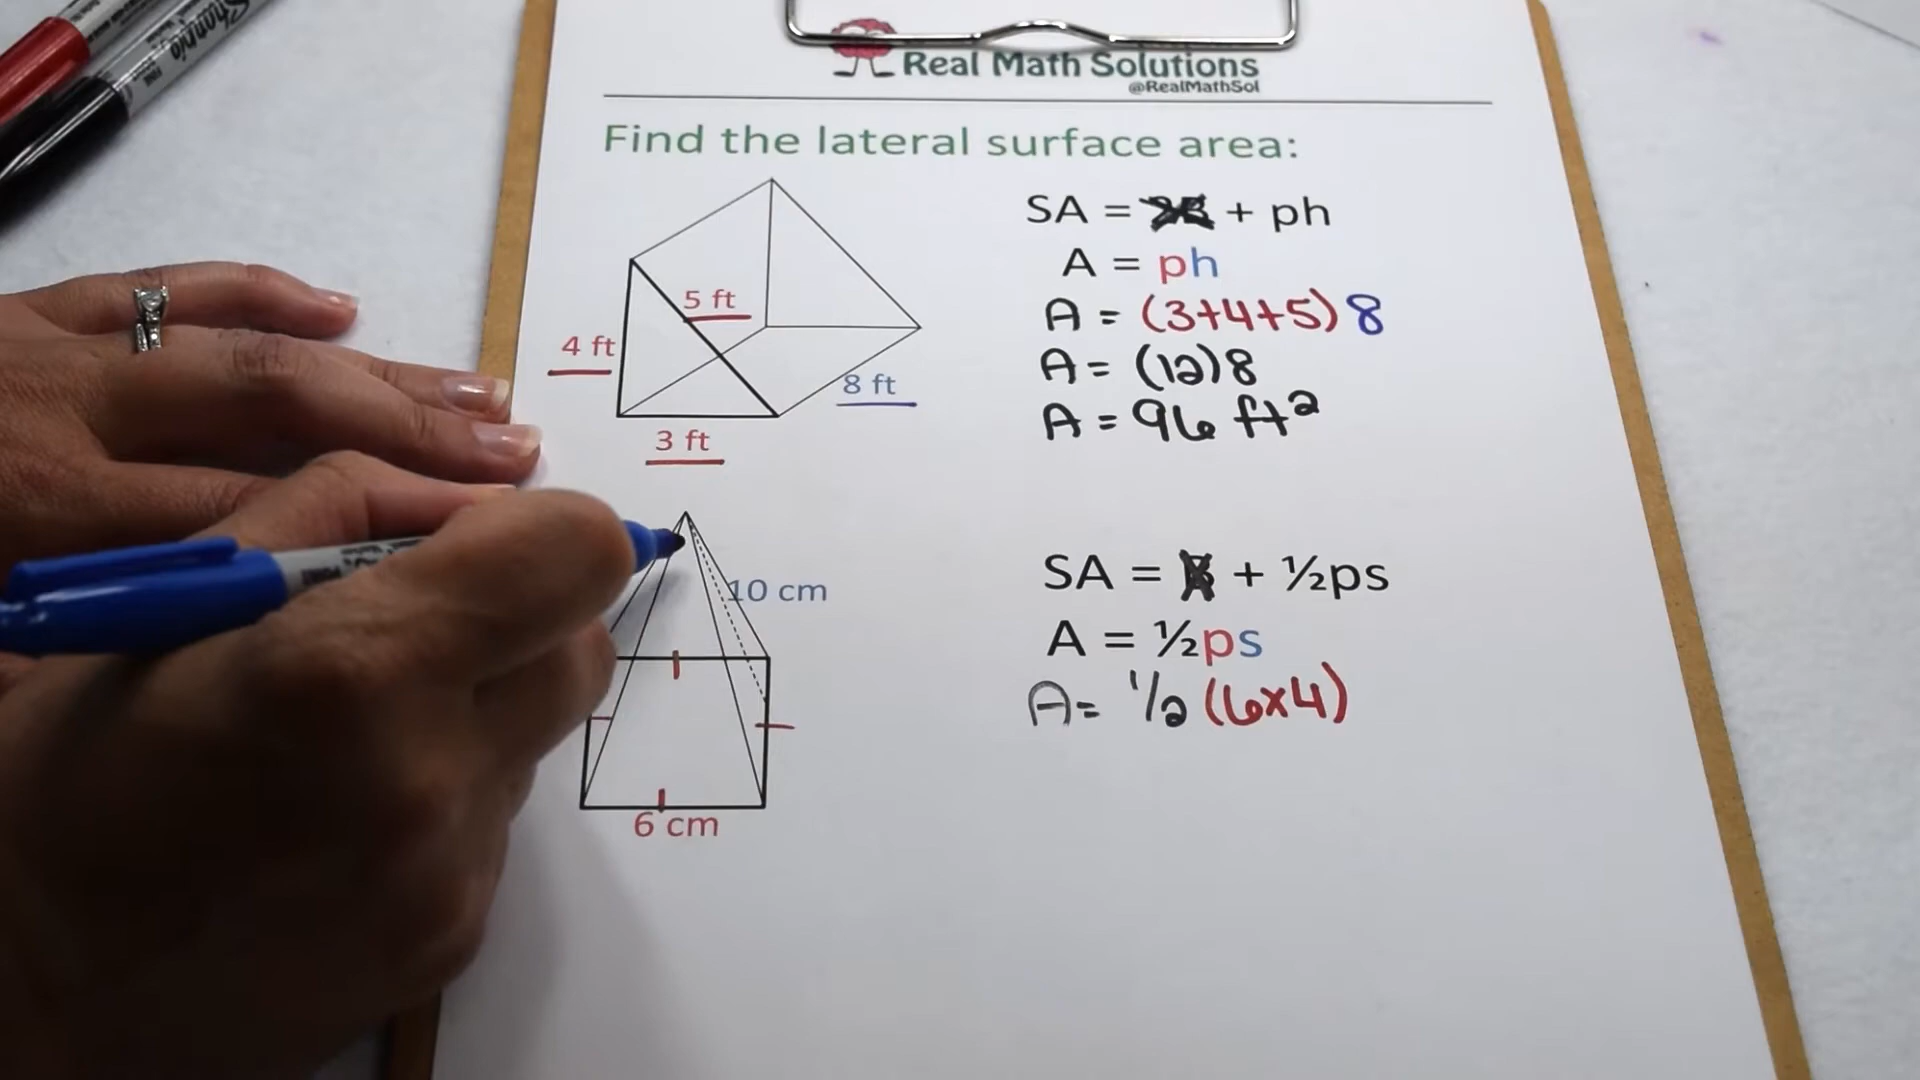 Sharpie
Real Math Solutions
@RealMathSol
Find the lateral surface area:
SA = + ph
A = ph
A = (3+4+5) 8
A = (12) 8
A = 96 ft²
5 ft
4 ft
8 ft
3 ft
10 cm
6 cm
SA = + ½ps
A = ½ps
A = 1/2 (6x4)